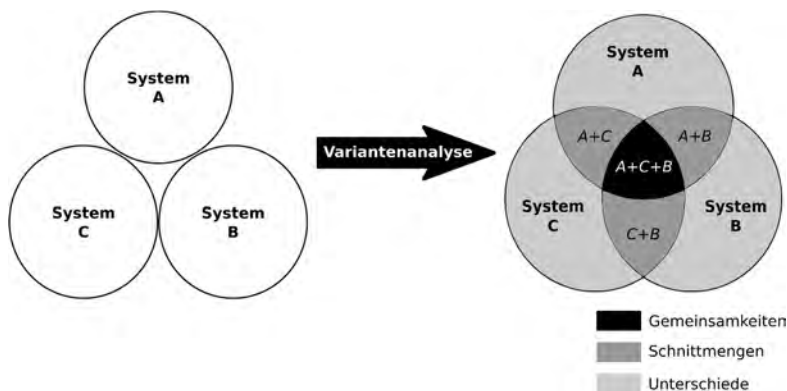 System
A
System
C
System
B
Variantenanalyse
System
A
A+C
A+B
A+C+B
System
C
System
B
C+B
Gemeinsamkeiten
Schnittmengen
Unterschiede